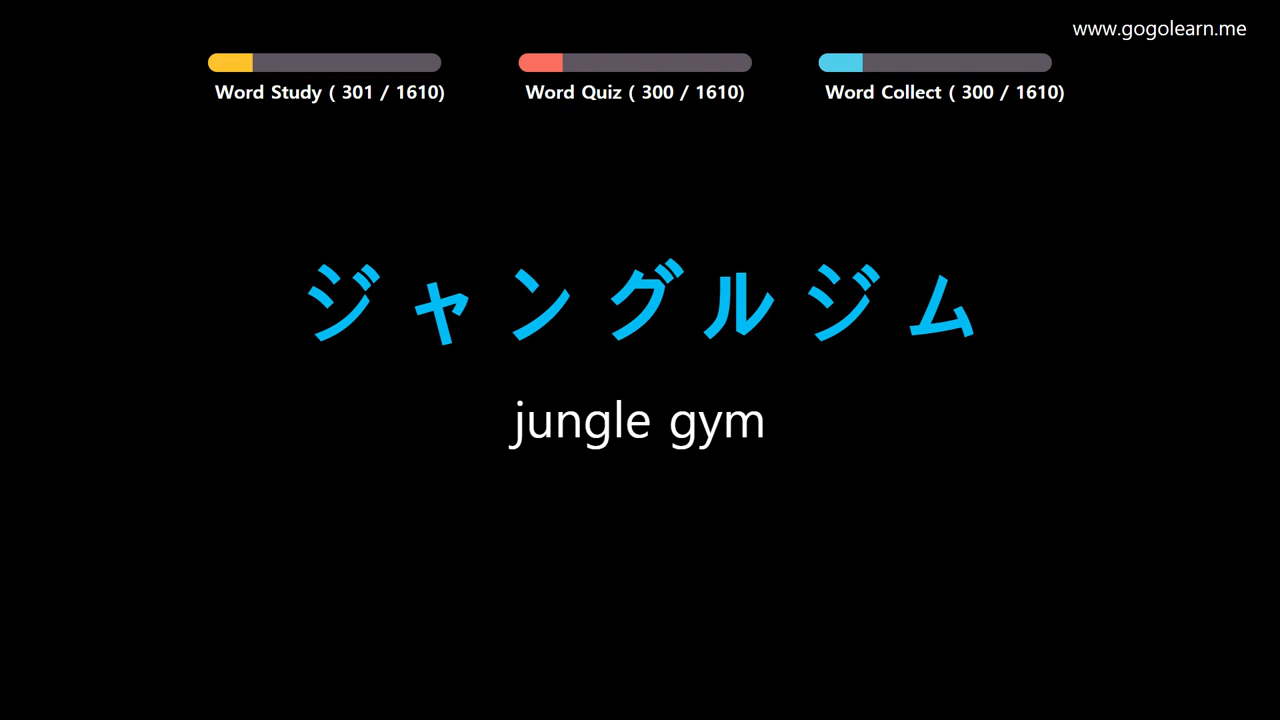 www.gogolearn.me
Word Study ( 301 / 1610)
Word Quiz ( 300 / 1610)
Word Collect ( 300 / 1610)
ジャングルジム
jungle gym